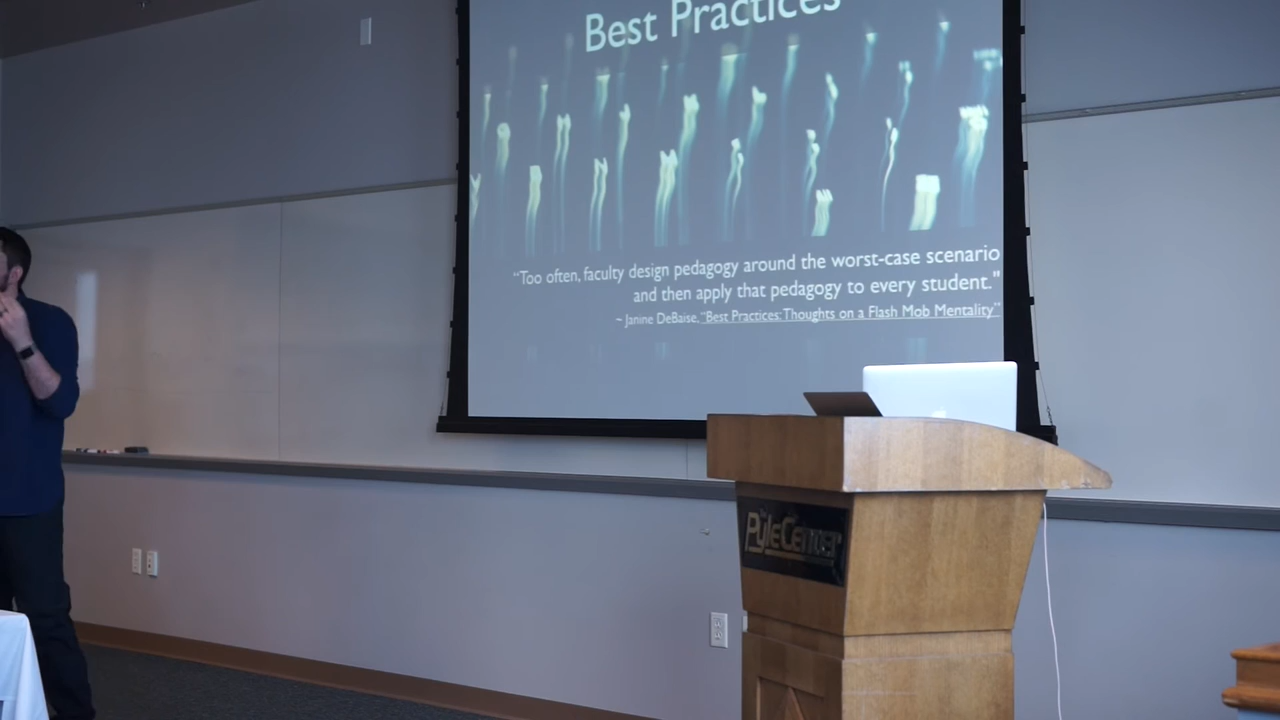 Best Practices
“Too often, faculty design pedagogy around the worst-case scenario
and then apply that pedagogy to every student.”
~ Janine DeBaise, “Best Practices: Thoughts on a Flash Mob Mentality”
The
PyleCenter